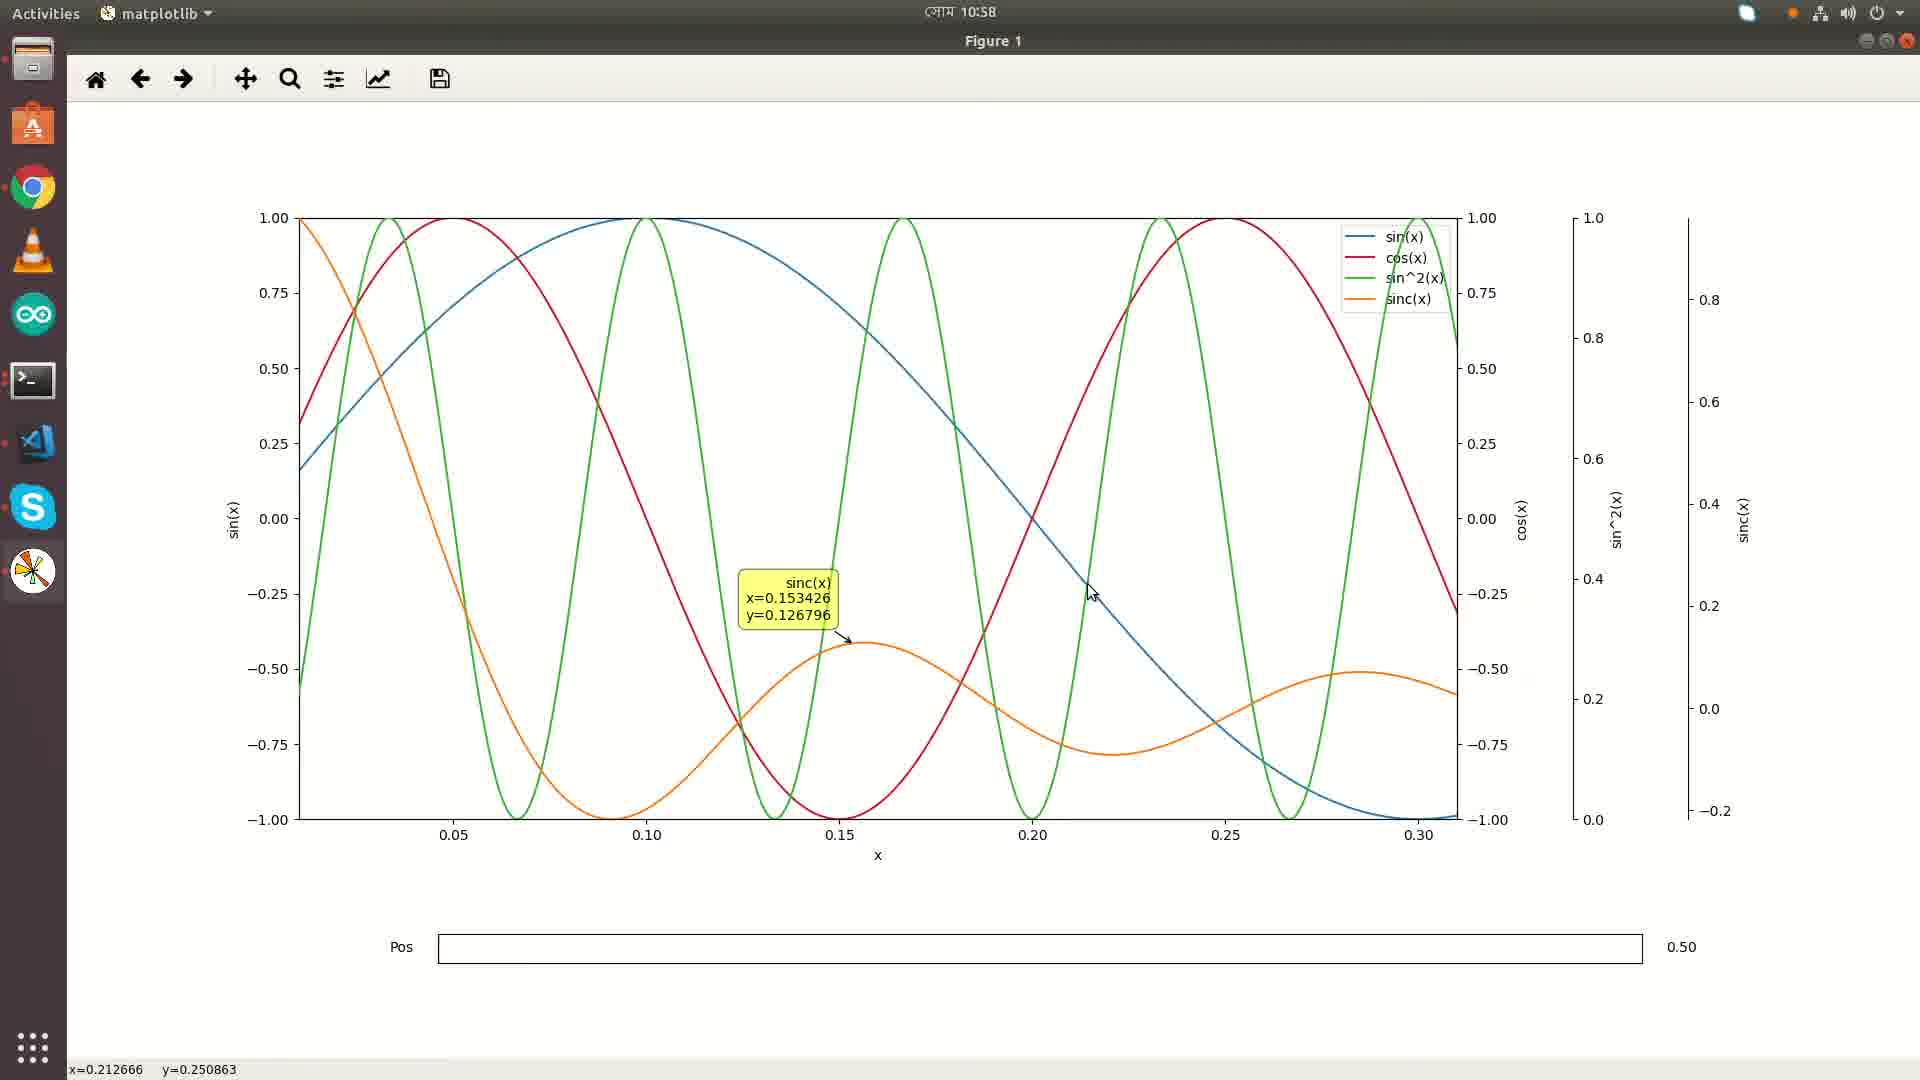 Activities matplotlib সোম 10:58
Figure 1
1.00
0.75
0.50
0.25
0.00
−0.25
−0.50
−0.75
−1.00
sin(x)
0.05 0.10 0.15 0.20 0.25 0.30
x
sin(x)
cos(x)
sin^2(x)
sinc(x)
sinc(x)
x=0.153426
y=0.126796
1.00
0.75
0.50
0.25
0.00
−0.25
−0.50
−0.75
−1.00
cos(x)
1.0
0.8
0.6
0.4
0.2
0.0
sin^2(x)
0.8
0.6
0.4
0.2
0.0
−0.2
sinc(x)
Pos 0.50
x=0.212666 y=0.250863